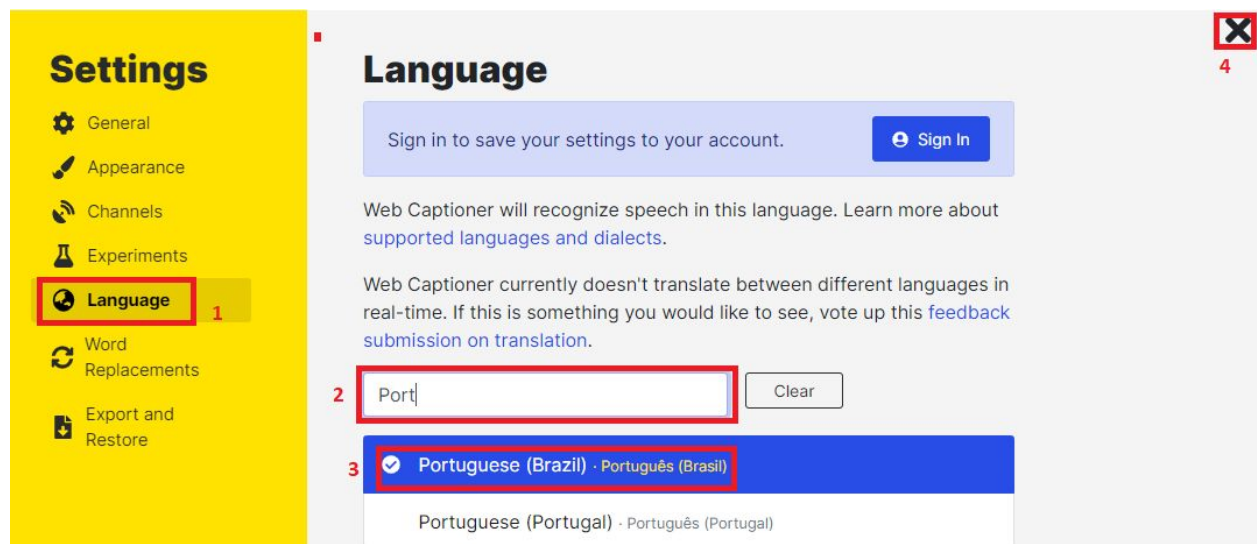 Settings
General
Appearance
Channels
Experiments
Language
1
Word
Replacements
Export and
Restore
Language
4
Sign in to save your settings to your account.
Sign In
Web Captioner will recognize speech in this language. Learn more about
supported languages and dialects.
Web Captioner currently doesn't translate between different languages in
real-time. If this is something you would like to see, vote up this feedback
submission on translation.
2
Port
Clear
3
Portuguese (Brazil) · Português (Brasil)
Portuguese (Portugal) · Português (Portugal)